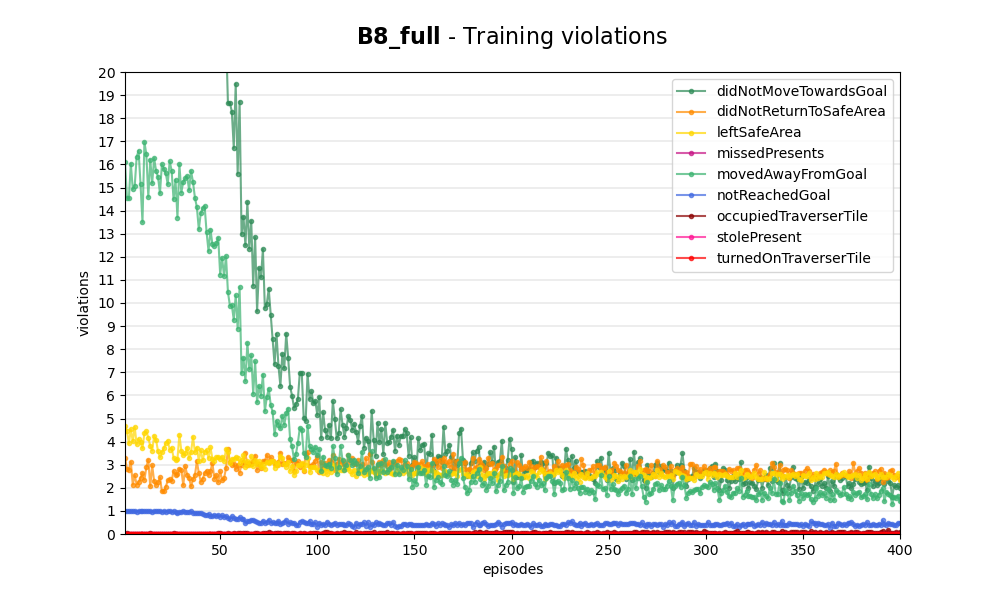 B8_full - Training violations
20
19
18
17
16
15
14
13
12
11
10
9
8
7
6
5
4
3
2
1
0
violations
didNotMoveTowardsGoal
didNotReturnToSafeArea
leftSafeArea
missedPresents
movedAwayFromGoal
notReachedGoal
occupiedTraverserTile
stolePresent
turnedOnTraverserTile
50 100 150 200 250 300 350 400
episodes